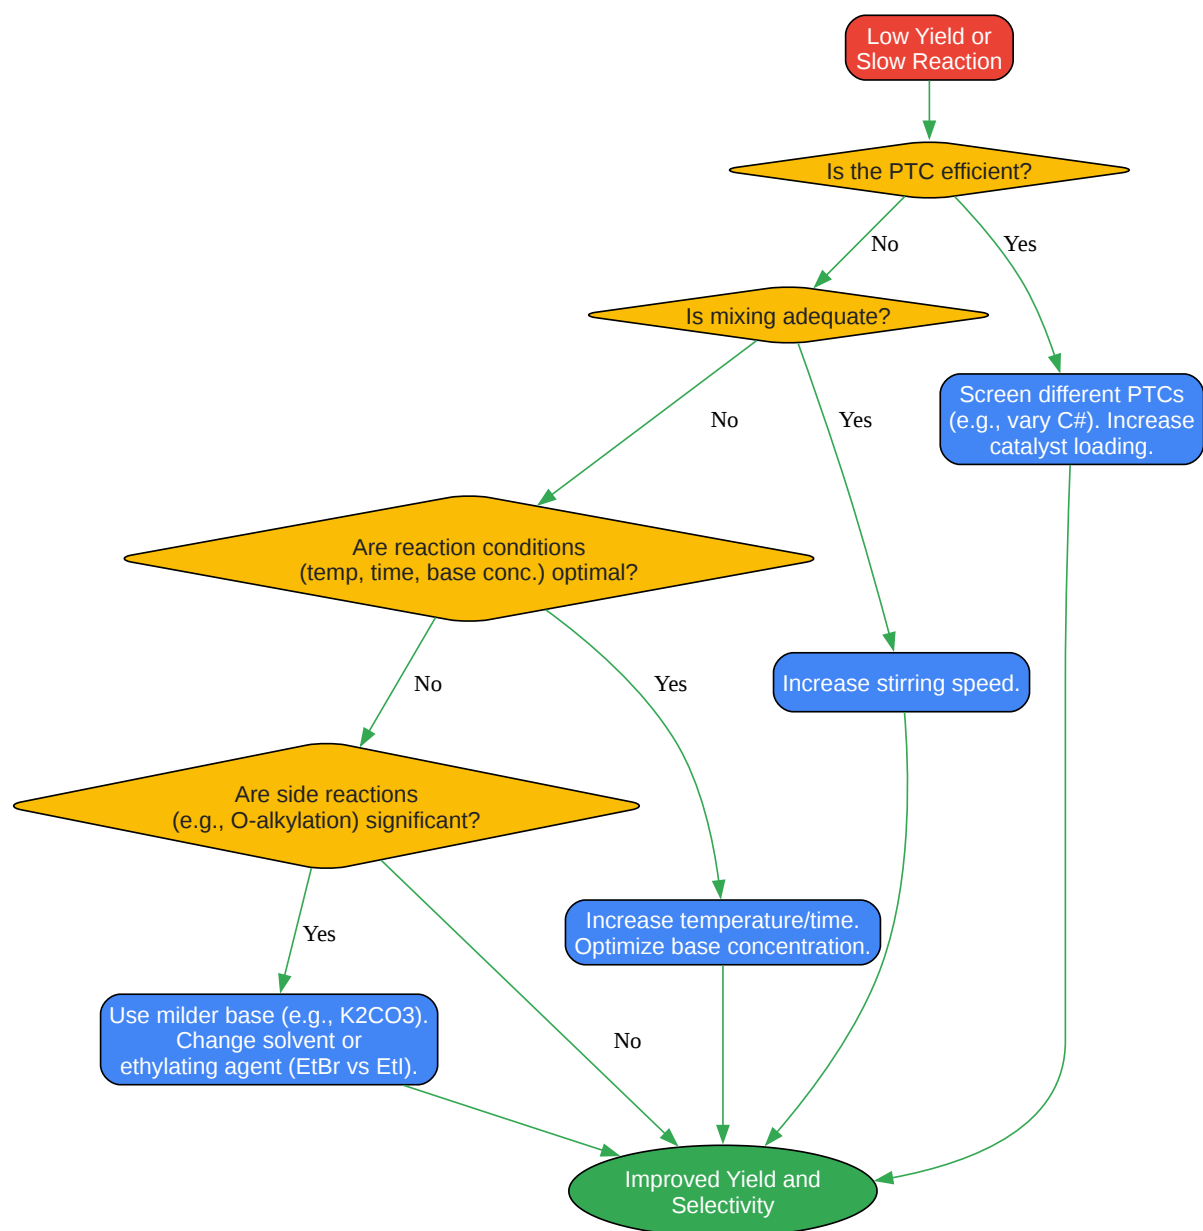 Low Yield or
Slow Reaction
Is the PTC efficient?
No
Yes
Is mixing adequate?
Screen different PTCs
(e.g., vary C#). Increase
catalyst loading.
No
Yes
Are reaction conditions
(temp, time, base conc.) optimal?
No
Yes
Increase stirring speed.
Are side reactions
(e.g., O-alkylation) significant?
Yes
Increase temperature/time.
Optimize base concentration.
Use milder base (e.g., K2CO3).
Change solvent or
ethylating agent (EtBr vs EtI).
No
Improved Yield and
Selectivity